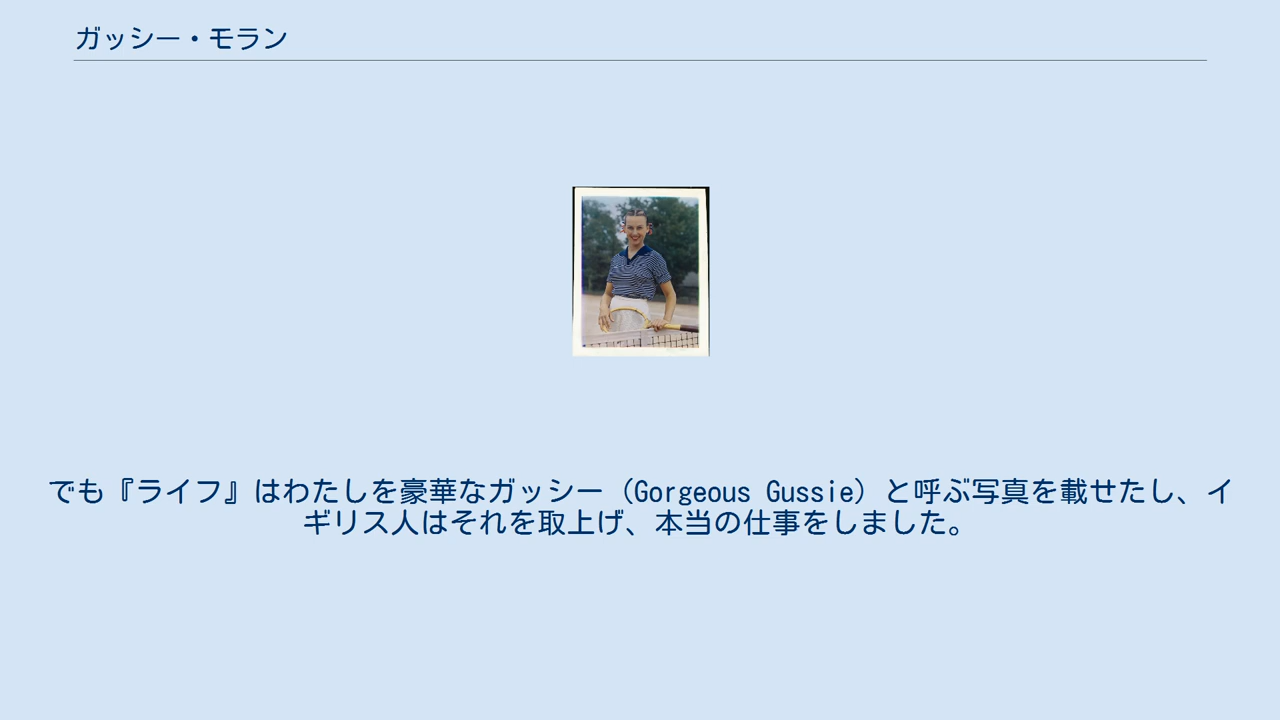 ガッシー・モラン
でも『ライフ』はわたしを豪華なガッシー（Gorgeous Gussie）と呼ぶ写真を載せたし、イ
ギリス人はそれを取上げ、本当の仕事をしました。